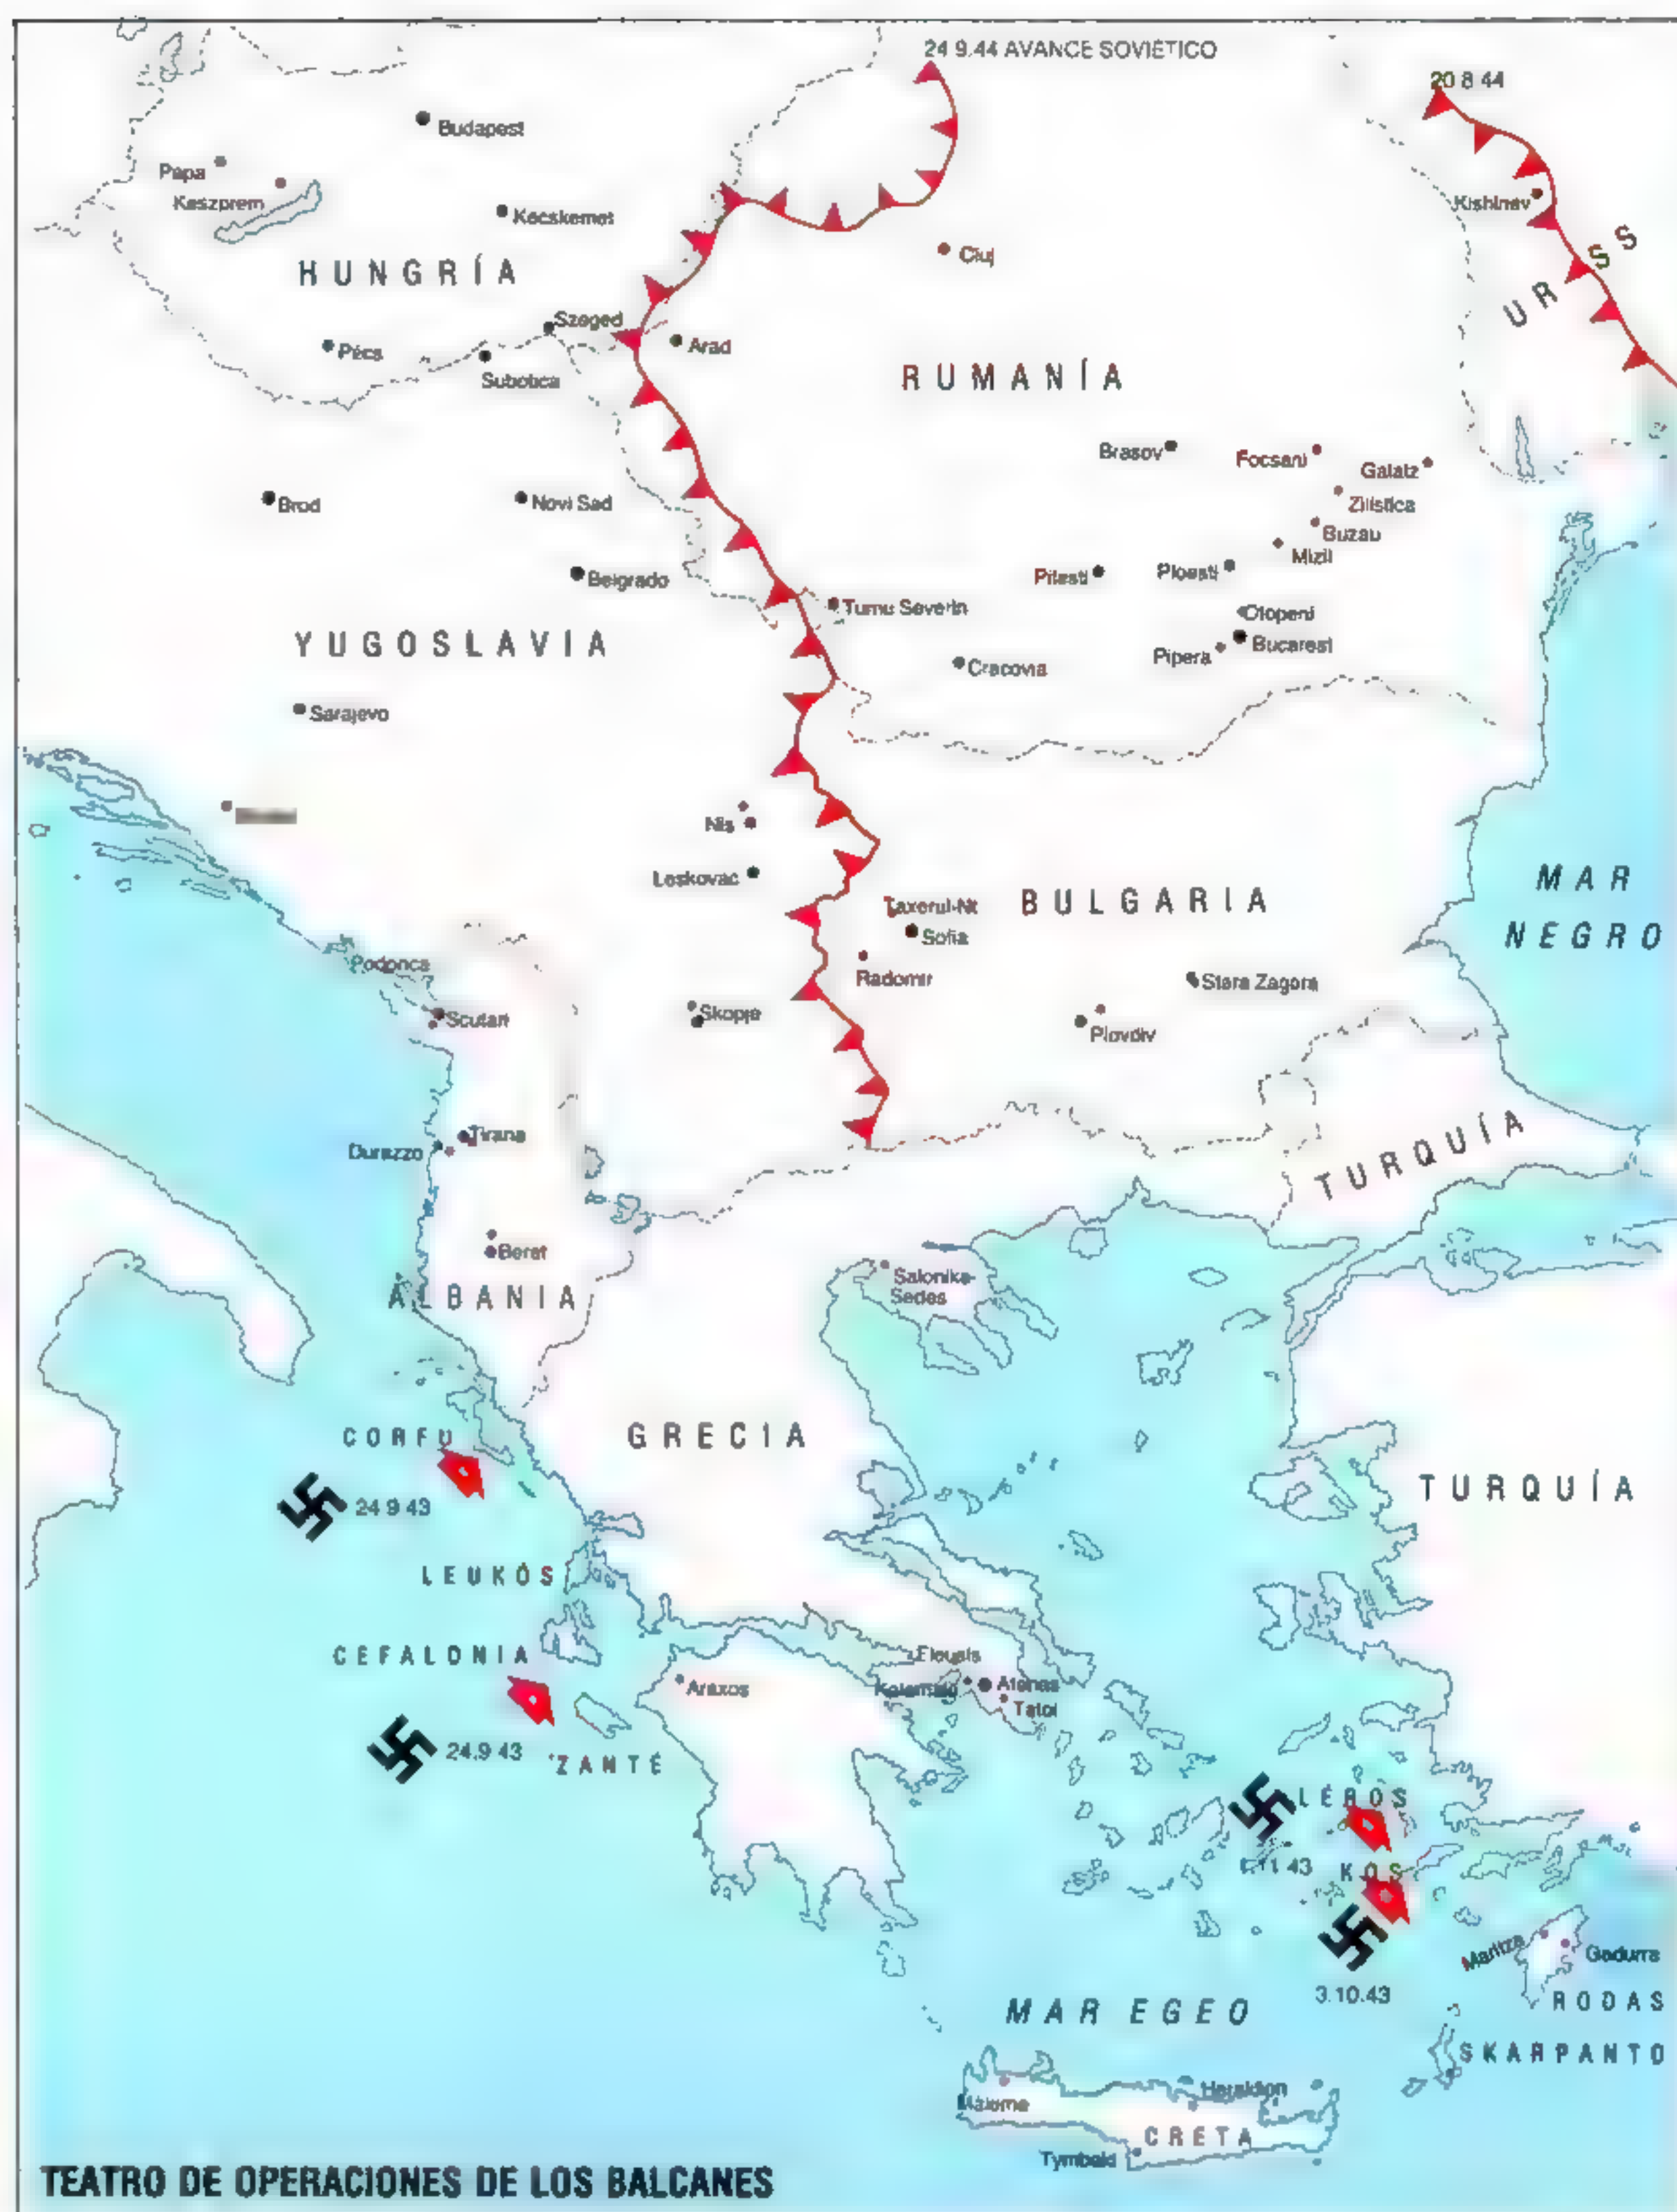 24 9.44 AVANCE SOVIÉTICO
20 8 44
Budapest
Papa
Keszprem
Kecskemet
Kishinev
HUNGRÍA
Cluj
URSS
Szeged
Pécs
Arad
Subotica
RUMANÍA
Brasov
Focsani
Galatz
Zilistica
Brod
Novi Sad
Buzau
Mizil
Belgrado
Pitesti
Ploesti
Turnu Severin
Otopeni
YUGOSLAVIA
Bucarest
Pipera
Cracovia
Sarajevo
Nis
Leskovac
MAR
NEGRO
Taxerul-Nt
BULGARIA
Sofia
Podonca
Radomir
Stara Zagora
Scutari
Skopje
Plovdiv
Tirana
Durazzo
TURQUÍA
Berat
Salonika-
Sedes
ALBANIA
CORFU
GRECIA
24 9 43
TURQUÍA
LEUKÓS
CEFALONIA
Eleusis
Araxos
Atenas
Tatoi
24.9 43
ZANTE
LÉROS
KOS
Maritza
Gadurra
3.10.43
RODAS
MAR EGEO
SKARPANTO
Heraklion
Maleme
CRETA
Tymbaki
TEATRO DE OPERACIONES DE LOS BALCANES